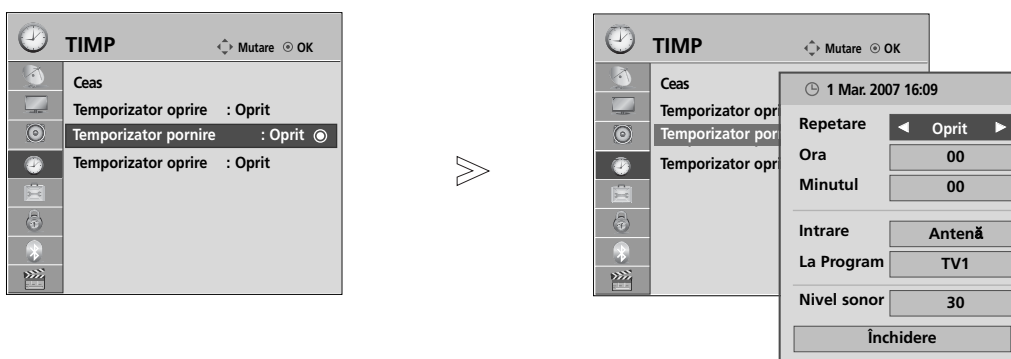 TIMP Mutare OK
Ceas
Temporizator oprire : Oprit
Temporizator pornire : Oprit
Temporizator oprire : Oprit
TIMP Mutare OK
Ceas
Temporizator opri
Temporizator por
Temporizator opri
1 Mar. 2007 16:09
Repetare Oprit
Ora 00
Minutul 00
Intrare Antenă
La Program TV1
Nivel sonor 30
Închidere